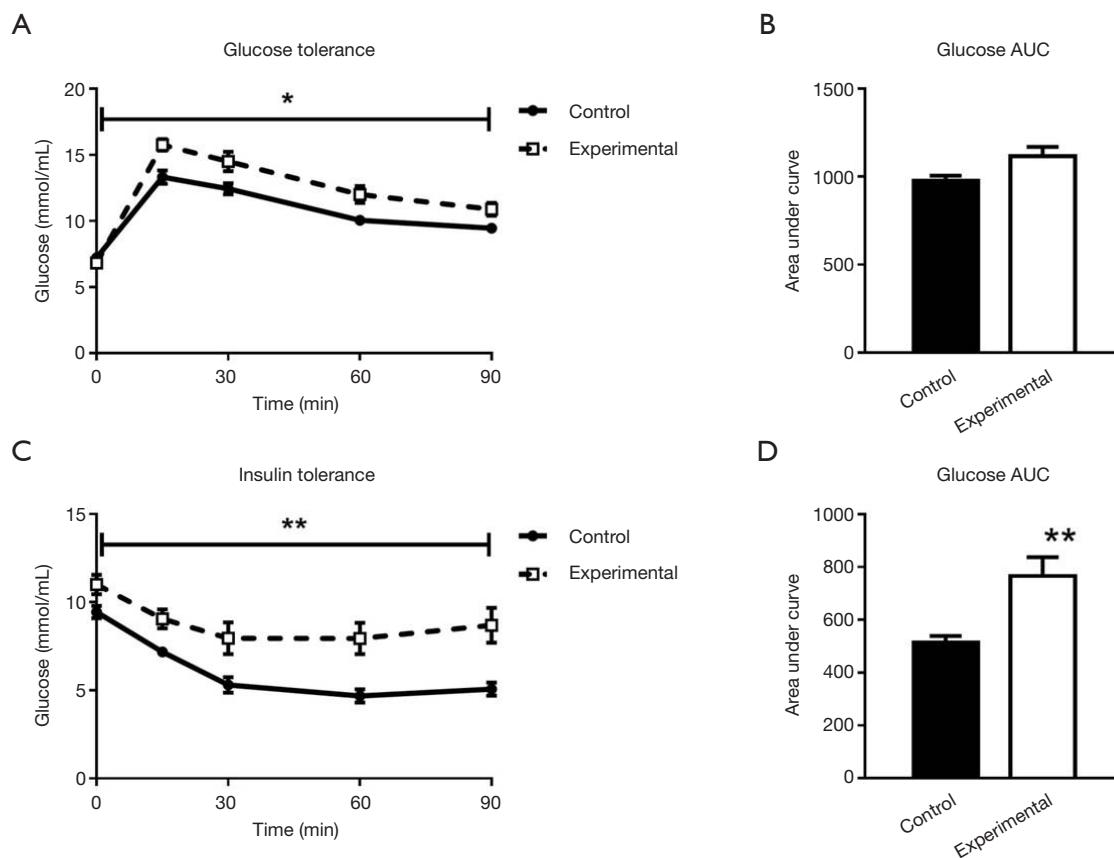 A
Glucose tolerance
20
15
10
5
0
Glucose (mmol/mL)
*
0 30 60 90
Time (min)
Control
Experimental
B
Glucose AUC
1500
1000
500
0
Area under curve
Control
Experimental
C
Insulin tolerance
15
10
5
0
Glucose (mmol/mL)
**
0 30 60 90
Time (min)
Control
Experimental
D
Glucose AUC
1000
800
600
400
200
0
Area under curve
**
Control
Experimental